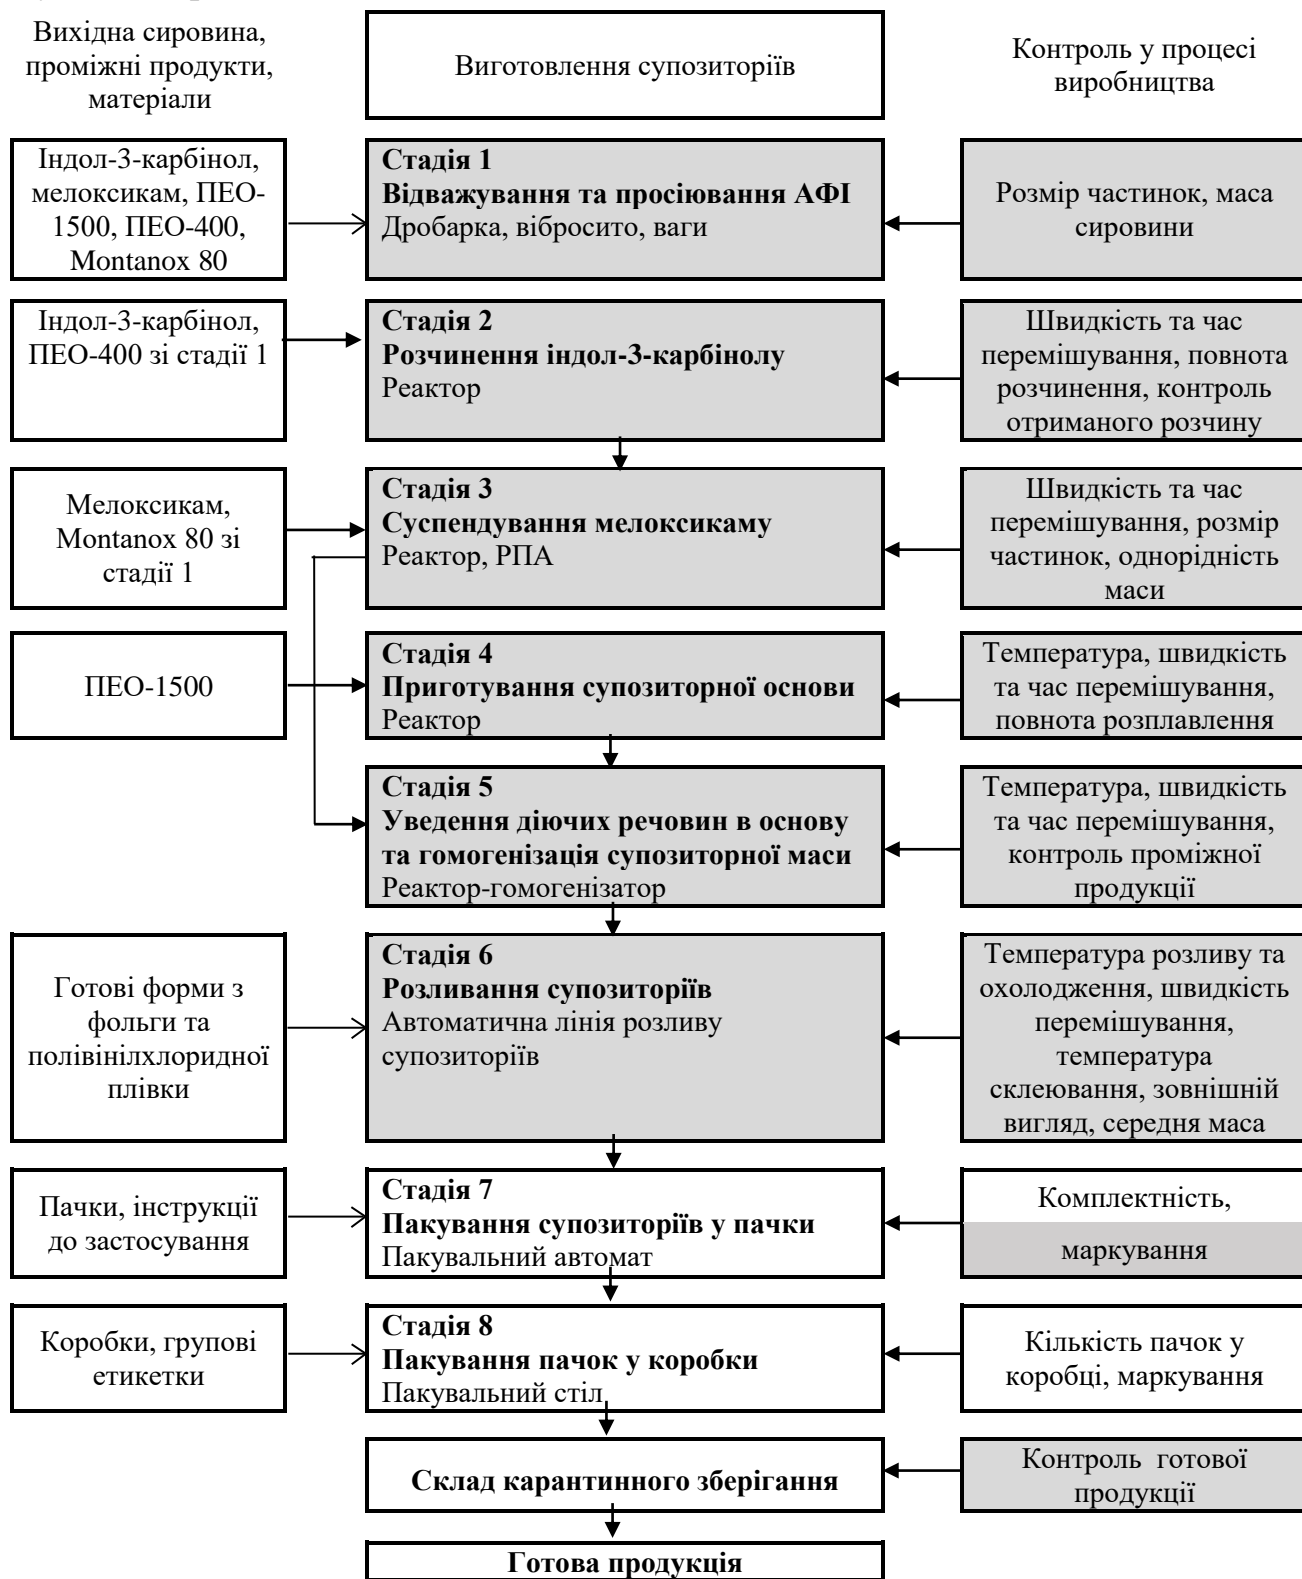 Вихідна сировина,
проміжні продукти,
матеріали
Виготовлення супозиторіїв
Контроль у процесі
виробництва
Індол-3-карбінол,
мелоксикам, ПЕО-
1500, ПЕО-400,
Montanox 80
Стадія 1
Відважування та просіювання АФІ
Дробарка, вібросито, ваги
Розмір частинок, маса
сировини
Індол-3-карбінол,
ПЕО-400 зі стадії 1
Стадія 2
Розчинення індол-3-карбінолу
Реактор
Швидкість та час
перемішування, повнота
розчинення, контроль
отриманого розчину
Мелоксикам,
Montanox 80 зі
стадії 1
Стадія 3
Суспендування мелоксикаму
Реактор, РПА
Швидкість та час
перемішування, розмір
частинок, однорідність
маси
ПЕО-1500
Стадія 4
Приготування супозиторної основи
Реактор
Температура, швидкість
та час перемішування,
повнота розплавлення
Стадія 5
Уведення діючих речовин в основу
та гомогенізація супозиторної маси
Реактор-гомогенізатор
Температура, швидкість
та час перемішування,
контроль проміжної
продукції
Готові форми з
фольги та
полівінілхлоридної
плівки
Стадія 6
Розливання супозиторіїв
Автоматична лінія розливу
супозиторіїв
Температура розливу та
охолодження, швидкість
перемішування,
температура
склеювання, зовнішній
вигляд, середня маса
Пачки, інструкції
до застосування
Стадія 7
Пакування супозиторіїв у пачки
Пакувальний автомат
Комплектність,
маркування
Коробки, групові
етикетки
Стадія 8
Пакування пачок у коробки
Пакувальний стіл
Кількість пачок у
коробці, маркування
Склад карантинного зберігання
Контроль готової
продукції
Готова продукція